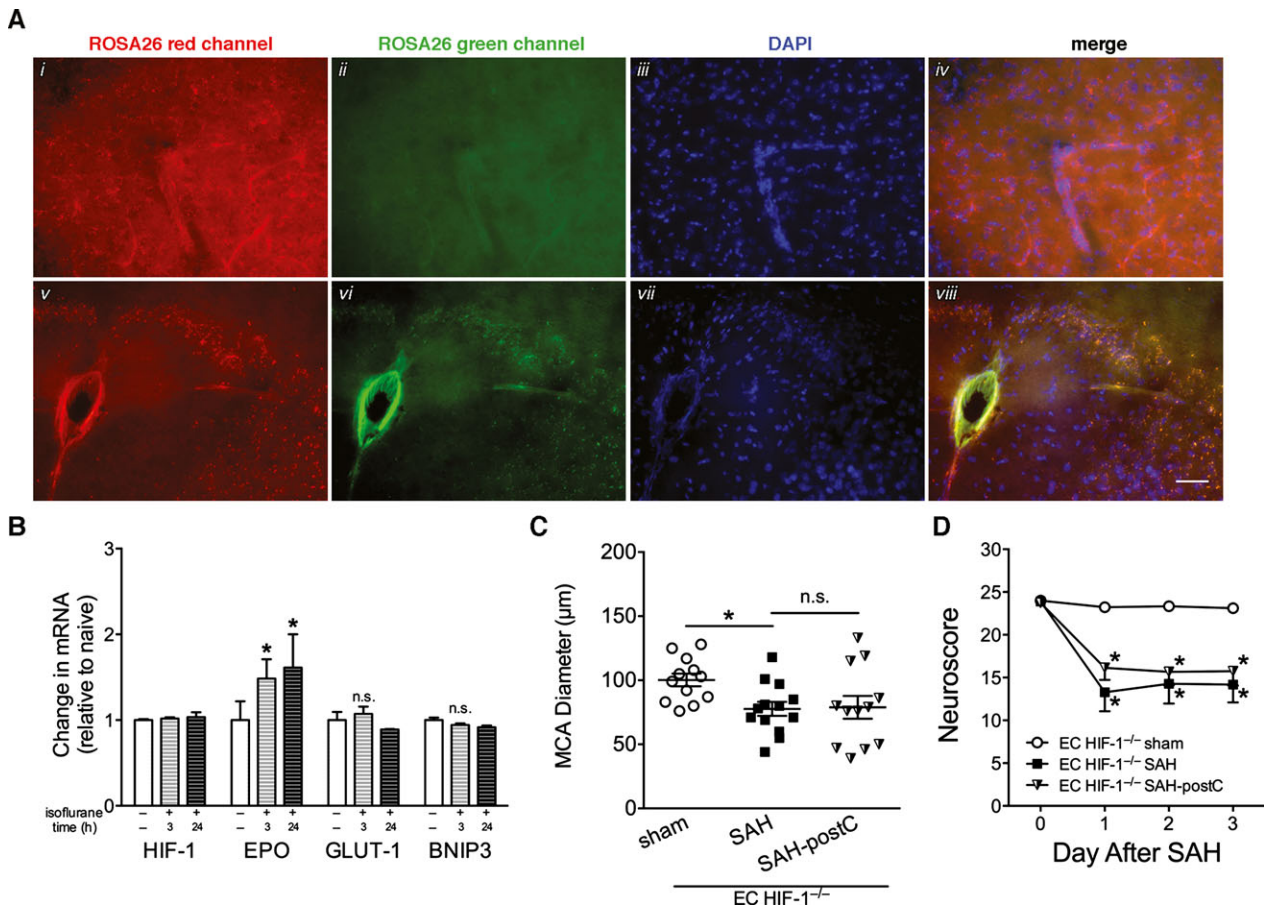 A
ROSA26 red channel
ROSA26 green channel
DAPI
merge
i
ii
iii
iv
v
vi
vii
viii
B
Change in mRNA
(relative to naive)
3
2
1
0
*
*
n.s.
n.s.
isoflurane – + + – + + – + + – + +
time (h) – 3 24 – 3 24 – 3 24 – 3 24
HIF-1 EPO GLUT-1 BNIP3
C
MCA Diameter (µm)
200
150
100
50
0
*
n.s.
sham
SAH
SAH-postC
EC HIF-1⁻/⁻
D
Neuroscore
30
25
20
15
10
5
0
* * *
* * *
EC HIF-1⁻/⁻ sham
EC HIF-1⁻/⁻ SAH
EC HIF-1⁻/⁻ SAH-postC
0 1 2 3
Day After SAH